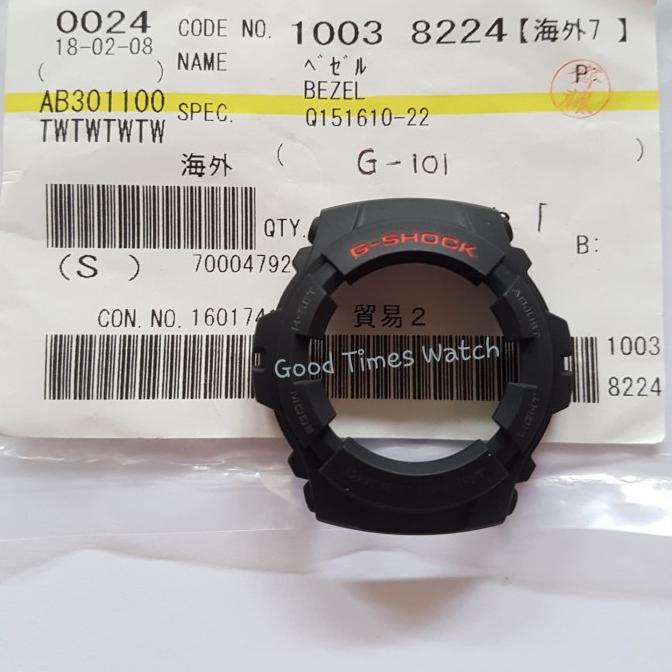 0024 CODE NO. 1003 8224【海外7 】
18-02-08
( ) NAME ベゼル P:
BEZEL
AB301100 SPEC. Q151610-22
TWTWTWTW
海外 ( G-101 )
QTY.
B:
(S ) 70004792
G-SHOCK
CON. NO. 160174 貿易2
H-SET ADJUST
Good Times Watch
1003
8224
MODE LIGHT